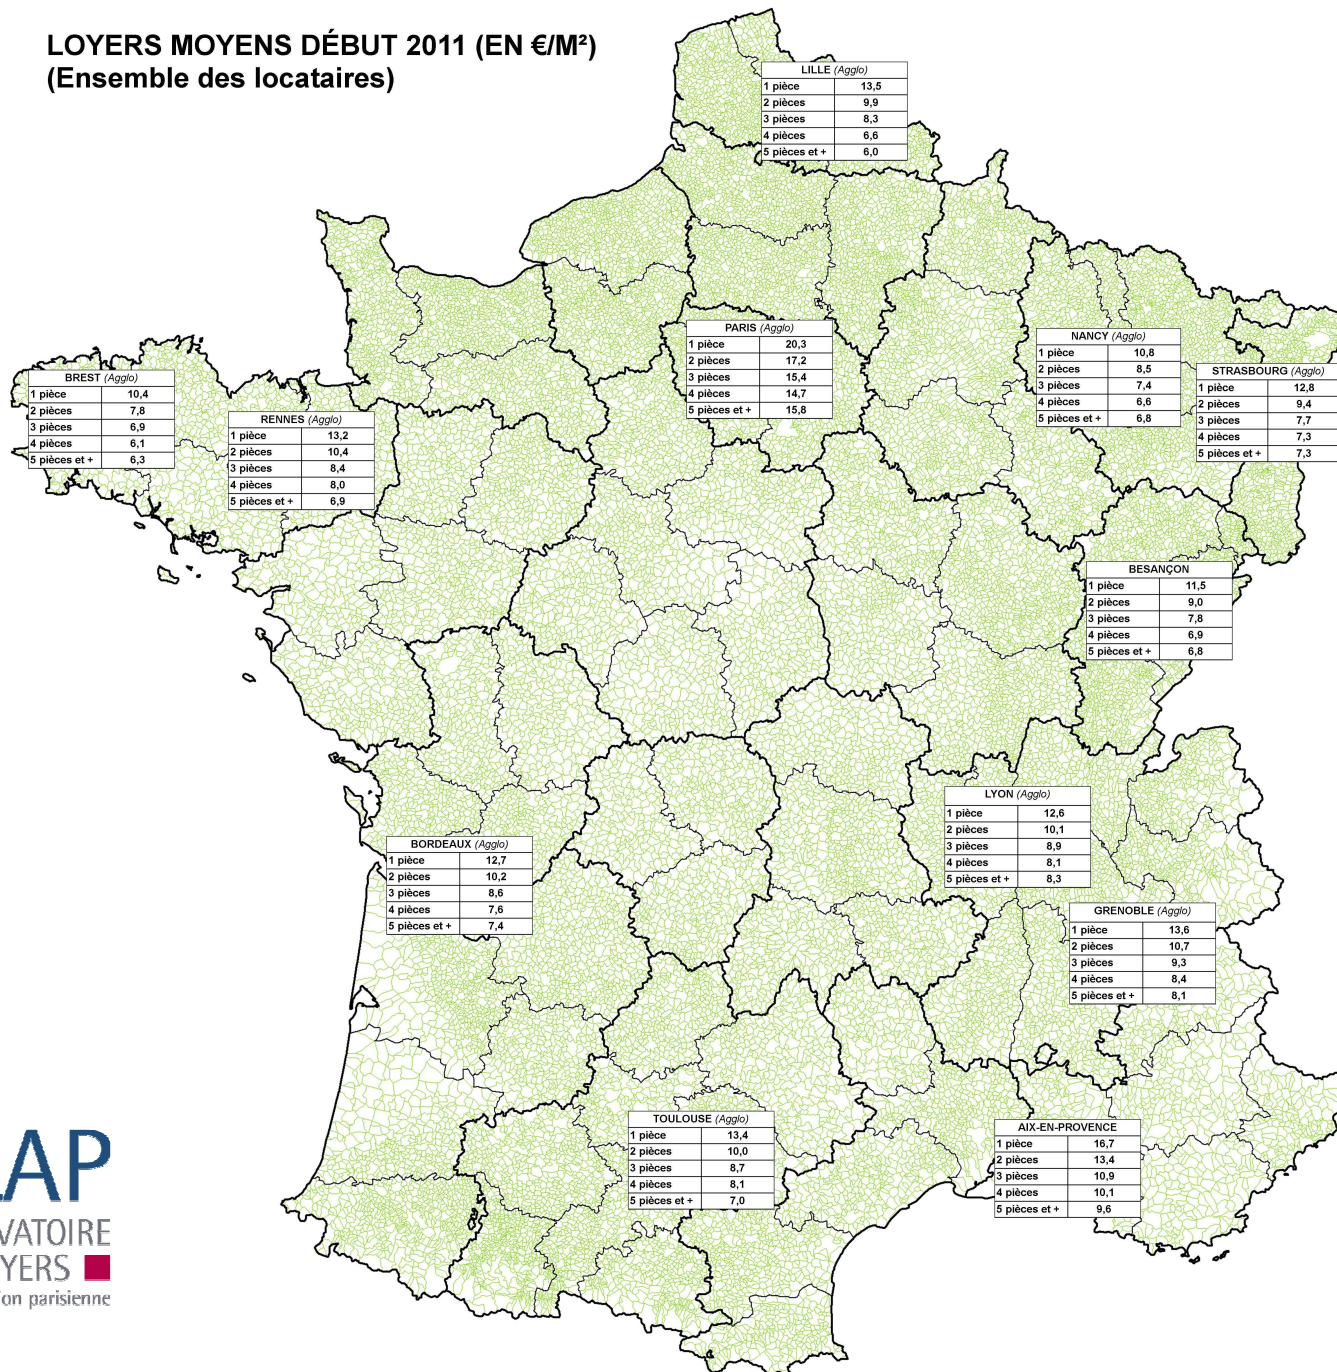 LOYERS MOYENS DÉBUT 2011 (EN €/M²)
(Ensemble des locataires)
LILLE (Agglo)
1 pièce 13,5
2 pièces 9,9
3 pièces 8,3
4 pièces 6,6
5 pièces et + 6,0
PARIS (Agglo)
1 pièce 20,3
2 pièces 17,2
3 pièces 15,4
4 pièces 14,7
5 pièces et + 15,8
NANCY (Agglo)
1 pièce 10,8
2 pièces 8,5
3 pièces 7,4
4 pièces 6,6
5 pièces et + 6,8
STRASBOURG (Agglo)
1 pièce 12,8
2 pièces 9,4
3 pièces 7,7
4 pièces 7,3
5 pièces et + 7,3
BREST (Agglo)
1 pièce 10,4
2 pièces 7,8
3 pièces 6,9
4 pièces 6,1
5 pièces et + 6,3
RENNES (Agglo)
1 pièce 13,2
2 pièces 10,4
3 pièces 8,4
4 pièces 8,0
5 pièces et + 6,9
BESANÇON
1 pièce 11,5
2 pièces 9,0
3 pièces 7,8
4 pièces 6,9
5 pièces et + 6,8
LYON (Agglo)
1 pièce 12,6
2 pièces 10,1
3 pièces 8,9
4 pièces 8,1
5 pièces et + 8,3
BORDEAUX (Agglo)
1 pièce 12,7
2 pièces 10,2
3 pièces 8,6
4 pièces 7,6
5 pièces et + 7,4
GRENOBLE (Agglo)
1 pièce 13,6
2 pièces 10,7
3 pièces 9,3
4 pièces 8,4
5 pièces et + 8,1
TOULOUSE (Agglo)
1 pièce 13,4
2 pièces 10,0
3 pièces 8,7
4 pièces 8,1
5 pièces et + 7,0
AIX-EN-PROVENCE
1 pièce 16,7
2 pièces 13,4
3 pièces 10,9
4 pièces 10,1
5 pièces et + 9,6
AP
VATOIRE
YERS
on parisienne